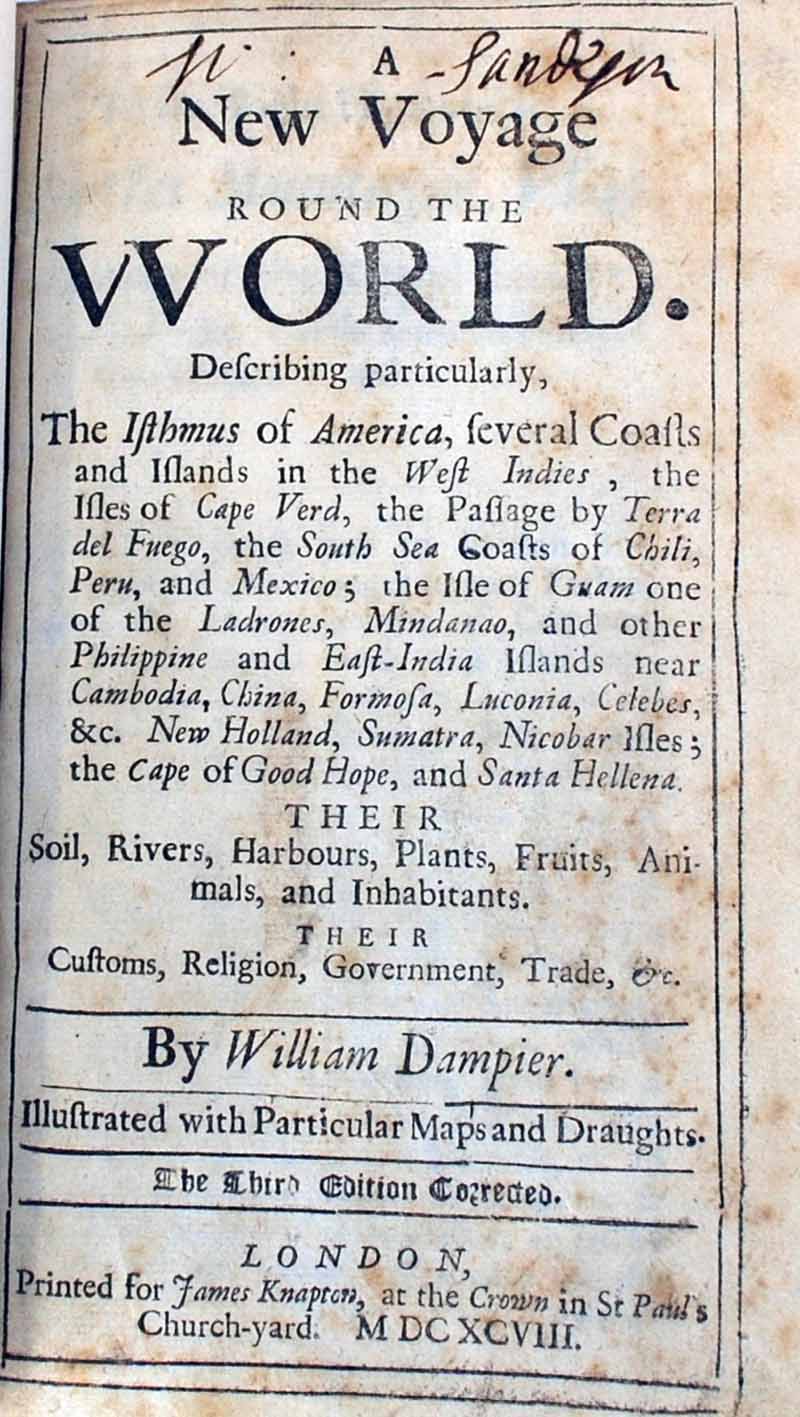 A
New Voyage
ROUND THE
WORLD.
Deſcribing particularly,
The Iſthmus of America, ſeveral Coaſts
and Iſlands in the Weſt Indies, the
Iſles of Cape Verd, the Paſſage by Terra
del Fuego, the South Sea Coaſts of Chili,
Peru, and Mexico; the Iſle of Guam one
of the Ladrones, Mindanao, and other
Philippine and Eaſt-India Iſlands near
Cambodia, China, Formoſa, Luconia, Celebes,
&c. New Holland, Sumatra, Nicobar Iſles;
the Cape of Good Hope, and Santa Hellena.
THEIR
Soil, Rivers, Harbours, Plants, Fruits, Ani-
mals, and Inhabitants.
THEIR
Cuſtoms, Religion, Government, Trade, &c.
By William Dampier.
Illuſtrated with Particular Maps and Draughts.
The Third Edition Corrected.
LONDON,
Printed for James Knapton, at the Crown in St Paul's
Church-yard. M DC XCVIII.